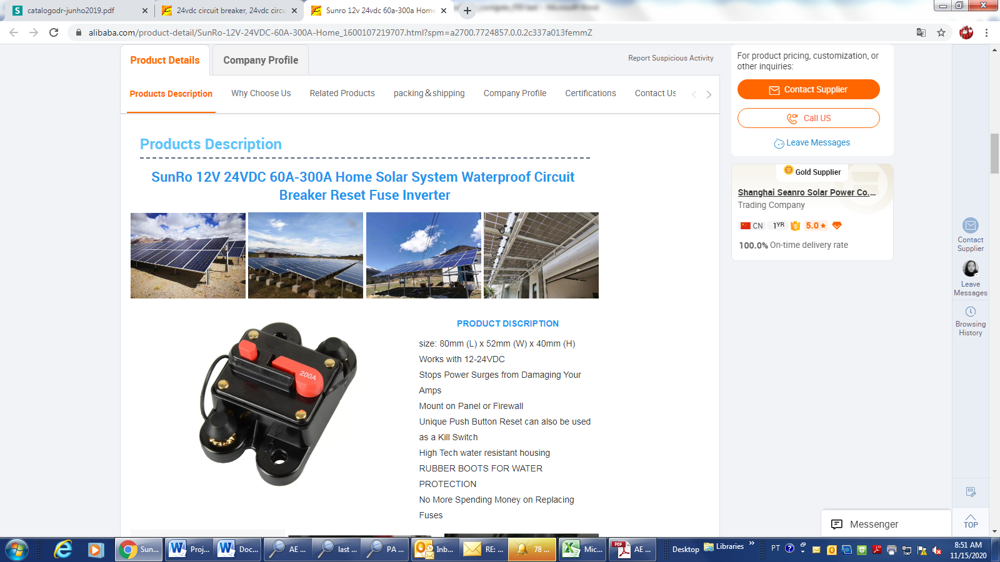 catalogodr-junho2019.pdf
24vdc circuit breaker, 24vdc circu
Sunro 12v 24vdc 60a-300a Home
alibaba.com/product-detail/SunRo-12V-24VDC-60A-300A-Home_1600107219707.html?spm=a2700.7724857.0.0.2c337a013femmZ
Product Details
Company Profile
Report Suspicious Activity
Products Description
Why Choose Us
Related Products
packing&shipping
Company Profile
Certifications
Contact Us
Products Description
SunRo 12V 24VDC 60A-300A Home Solar System Waterproof Circuit
Breaker Reset Fuse Inverter
200A
PRODUCT DISCRIPTION
size: 80mm (L) x 52mm (W) x 40mm (H)
Works with 12-24VDC
Stops Power Surges from Damaging Your
Amps
Mount on Panel or Firewall
Unique Push Button Reset can also be used
as a Kill Switch
High Tech water resistant housing
RUBBER BOOTS FOR WATER
PROTECTION
No More Spending Money on Replacing
Fuses
For product pricing, customization, or
other inquiries:
Contact Supplier
Call US
Leave Messages
Gold Supplier
Shanghai Seanro Solar Power Co....
Trading Company
CN 1YR 5.0
100.0% On-time delivery rate
Contact
Supplier
Leave
Messages
Browsing
History
TOP
Messenger
Sun...
Proj...
Doc...
AE ...
last ...
PA ...
Inb...
RE: ...
78 ...
Mic...
AE ...
Desktop
Libraries
PT
8:51 AM
11/15/2020